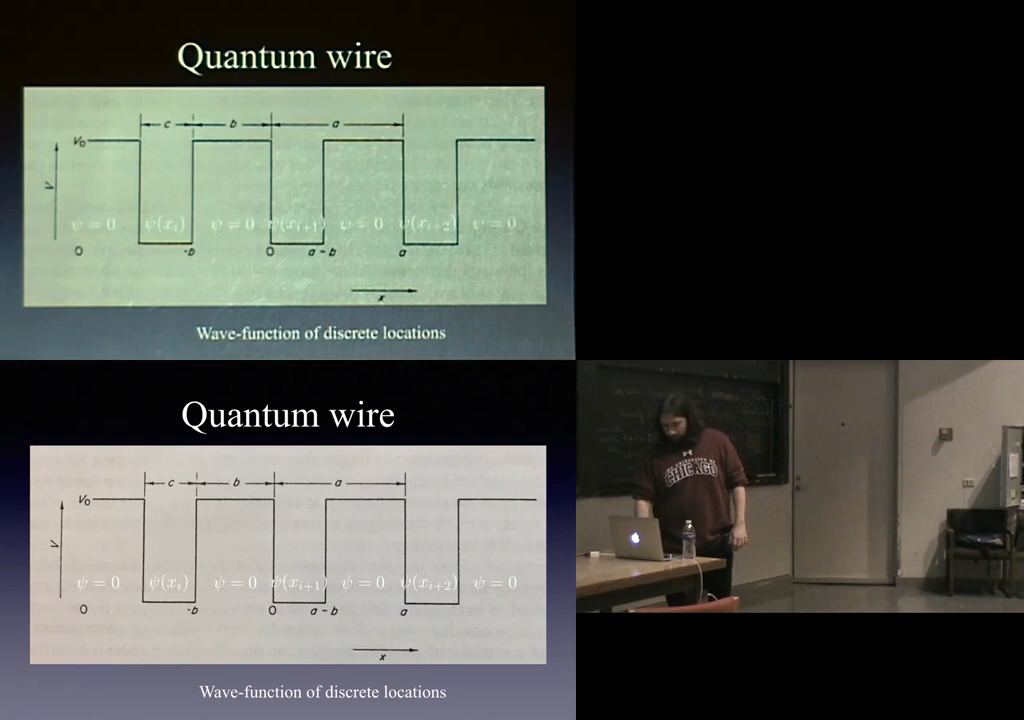 Quantum wire
c b a
V₀
V
ψ = 0 ψ(xᵢ) ψ = 0 ψ(xᵢ₊₁) ψ = 0 ψ(xᵢ₊₂) ψ = 0
0 -b 0 a-b a
x
Wave-function of discrete locations
Quantum wire
c b a
V₀
V
ψ = 0 ψ(xᵢ) ψ = 0 ψ(xᵢ₊₁) ψ = 0 ψ(xᵢ₊₂) ψ = 0
0 -b 0 a-b a
x
Wave-function of discrete locations
CHICAGO